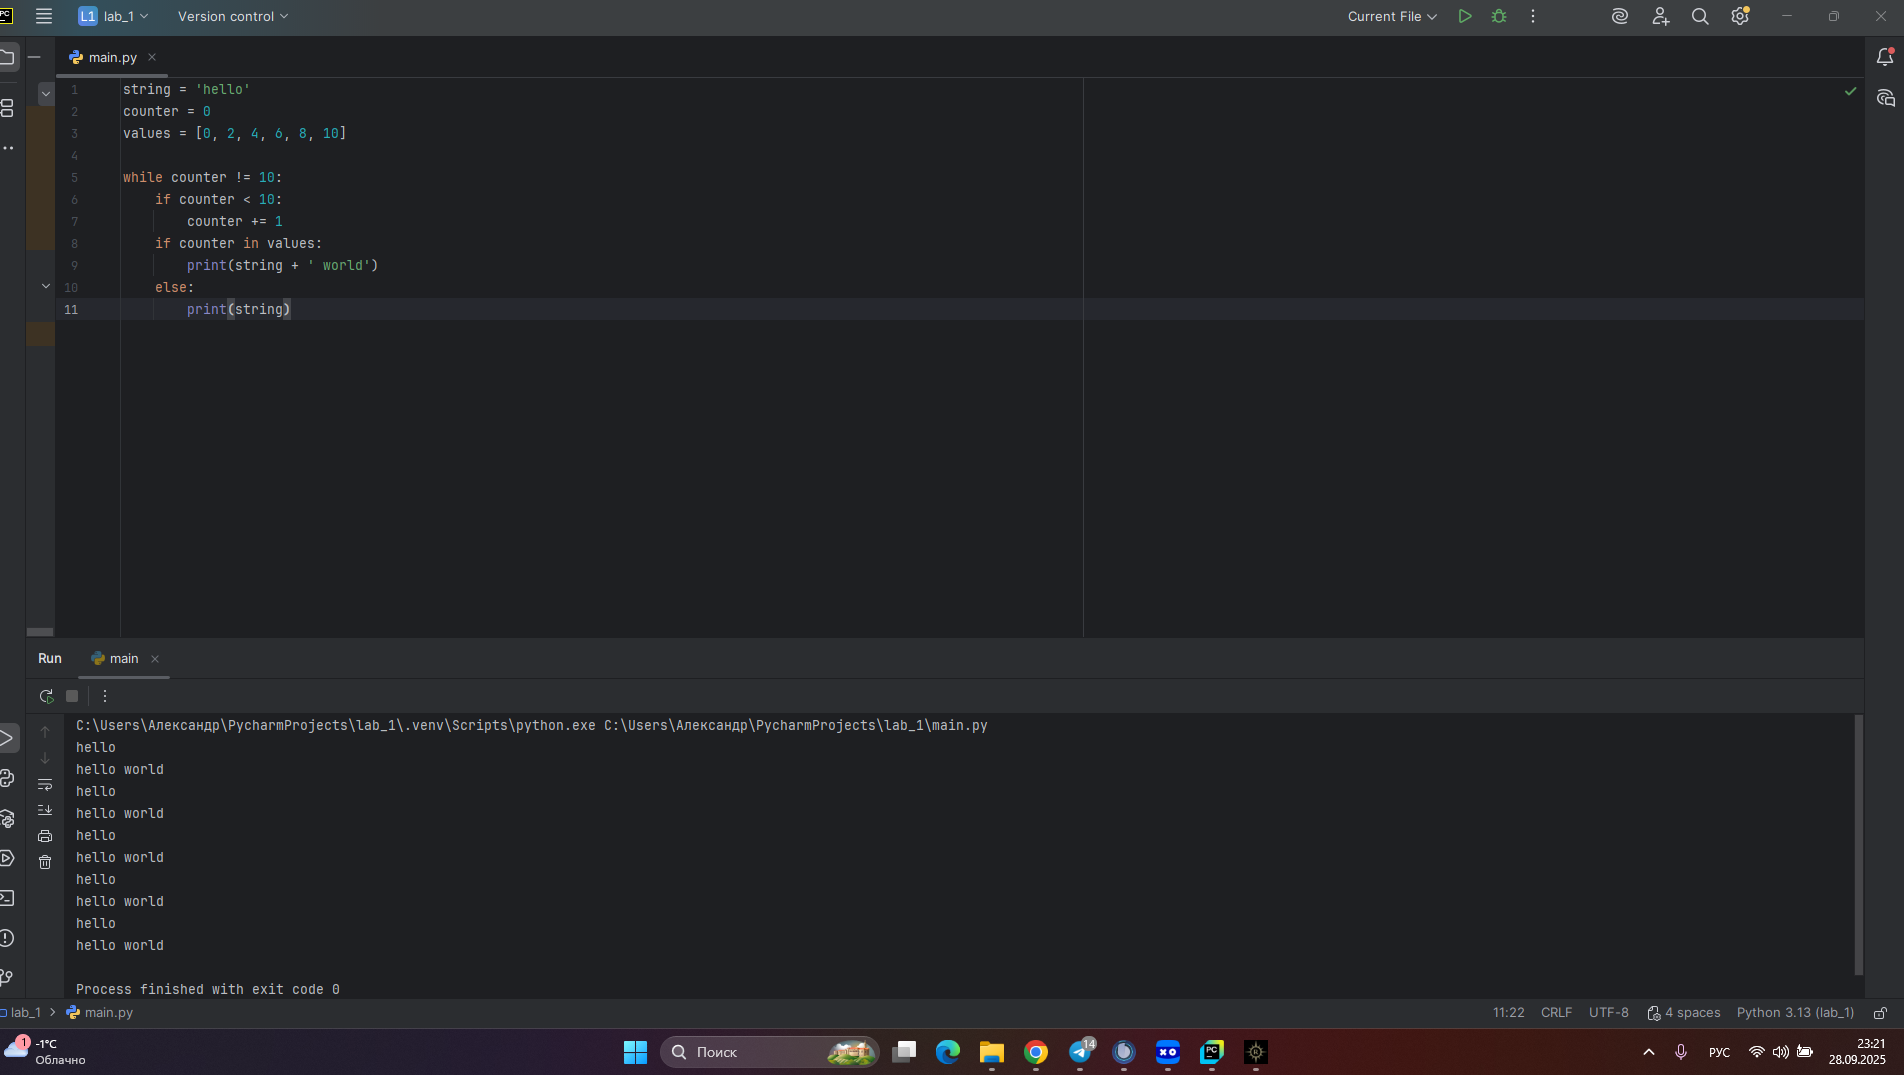 PC
L1 lab_1
Version control
Current File
main.py
1 string = 'hello'
2 counter = 0
3 values = [0, 2, 4, 6, 8, 10]
4
5 while counter != 10:
6 if counter < 10:
7 counter += 1
8 if counter in values:
9 print(string + ' world')
10 else:
11 print(string)
Run main
C:\Users\Александр\PycharmProjects\lab_1\.venv\Scripts\python.exe C:\Users\Александр\PycharmProjects\lab_1\main.py
hello
hello world
hello
hello world
hello
hello world
hello
hello world
hello
hello world
Process finished with exit code 0
lab_1 > main.py
11:22 CRLF UTF-8 4 spaces Python 3.13 (lab_1)
1
-1°C
Облачно
Поиск
14
XO
PC
РУС
23:21
28.09.2025